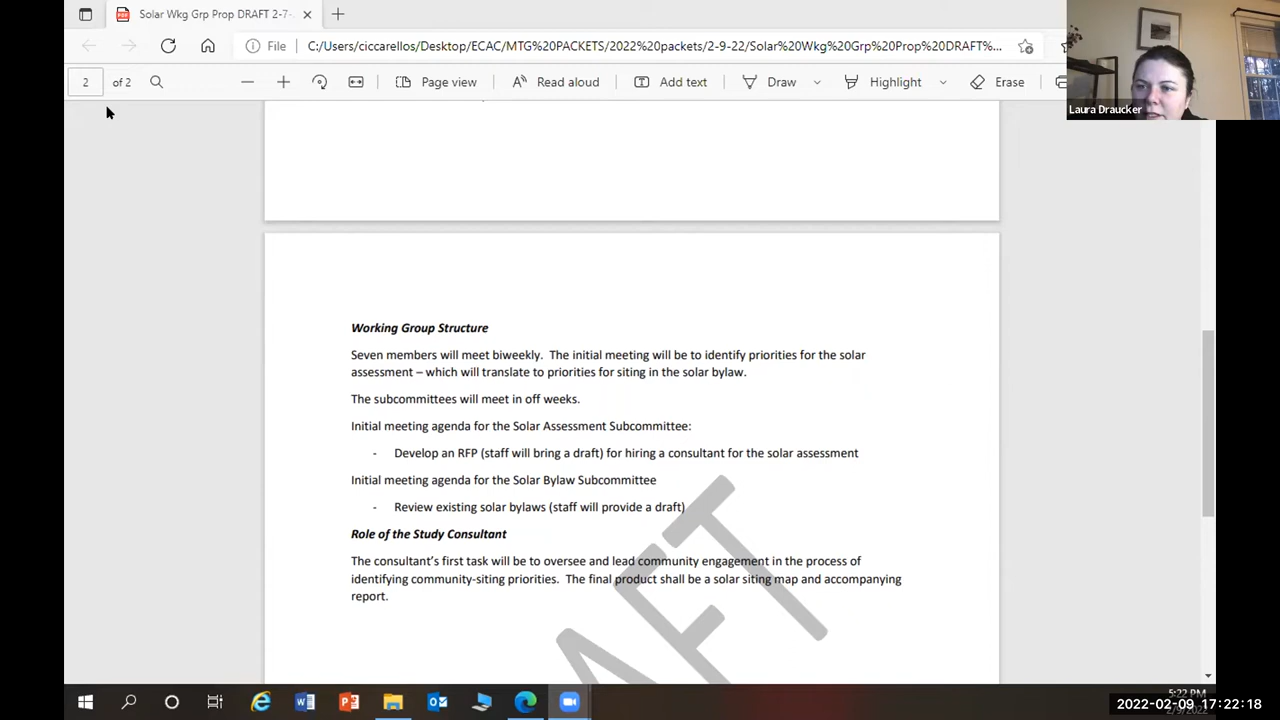 Solar Wkg Grp Prop DRAFT 2-7-
File C:/Users/ciccarellos/Desktop/ECAC/MTG%20PACKETS/2022%20packets/2-9-22/Solar%20Wkg%20Grp%20Prop%20DRAFT%...
2 of 2 Page view Read aloud Add text Draw Highlight Erase
Laura Draucker
Working Group Structure
Seven members will meet biweekly. The initial meeting will be to identify priorities for the solar
assessment – which will translate to priorities for siting in the solar bylaw.
The subcommittees will meet in off weeks.
Initial meeting agenda for the Solar Assessment Subcommittee:
- Develop an RFP (staff will bring a draft) for hiring a consultant for the solar assessment
Initial meeting agenda for the Solar Bylaw Subcommittee
- Review existing solar bylaws (staff will provide a draft)
Role of the Study Consultant
The consultant's first task will be to oversee and lead community engagement in the process of
identifying community-siting priorities. The final product shall be a solar siting map and accompanying
report.
AFT
5:22 PM
2022-02-09 17:22:18